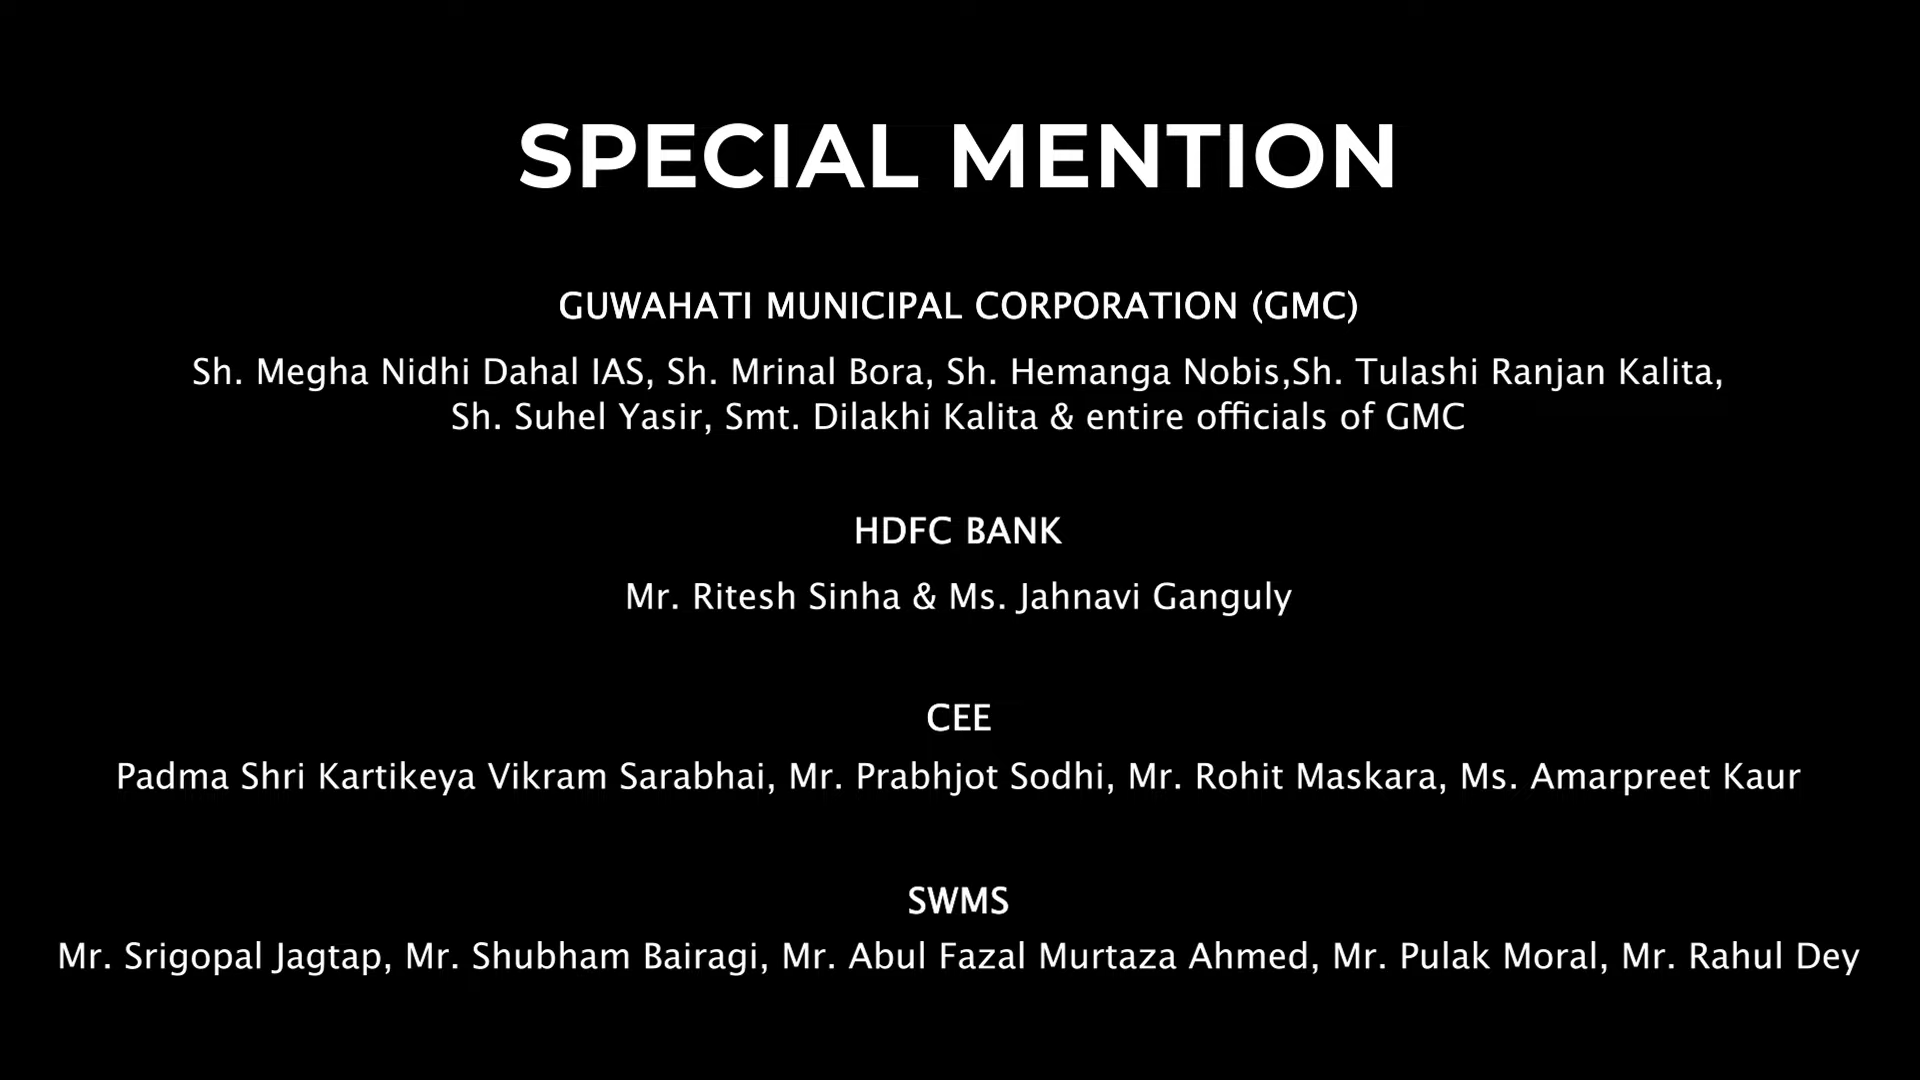 SPECIAL MENTION
GUWAHATI MUNICIPAL CORPORATION (GMC)
Sh. Megha Nidhi Dahal IAS, Sh. Mrinal Bora, Sh. Hemanga Nobis,Sh. Tulashi Ranjan Kalita,
Sh. Suhel Yasir, Smt. Dilakhi Kalita & entire officials of GMC
HDFC BANK
Mr. Ritesh Sinha & Ms. Jahnavi Ganguly
CEE
Padma Shri Kartikeya Vikram Sarabhai, Mr. Prabhjot Sodhi, Mr. Rohit Maskara, Ms. Amarpreet Kaur
SWMS
Mr. Srigopal Jagtap, Mr. Shubham Bairagi, Mr. Abul Fazal Murtaza Ahmed, Mr. Pulak Moral, Mr. Rahul Dey